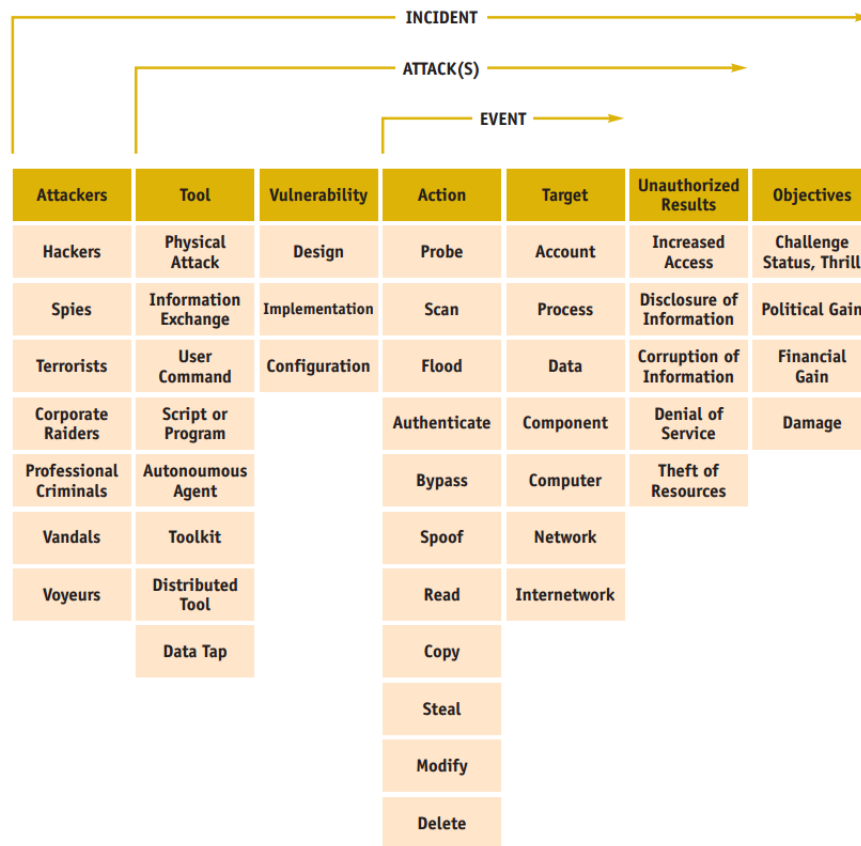 INCIDENT
ATTACK(S)
EVENT
Attackers
Tool
Vulnerability
Action
Target
Unauthorized
Results
Objectives
Hackers
Physical
Attack
Design
Probe
Account
Increased
Access
Challenge
Status, Thrill
Spies
Information
Exchange
Implementation
Scan
Process
Disclosure of
Information
Political Gain
Terrorists
User
Command
Configuration
Flood
Data
Corruption of
Information
Financial
Gain
Corporate
Raiders
Script or
Program
Authenticate
Component
Denial of
Service
Damage
Professional
Criminals
Autonoumous
Agent
Bypass
Computer
Theft of
Resources
Vandals
Toolkit
Spoof
Network
Voyeurs
Distributed
Tool
Read
Internetwork
Data Tap
Copy
Steal
Modify
Delete